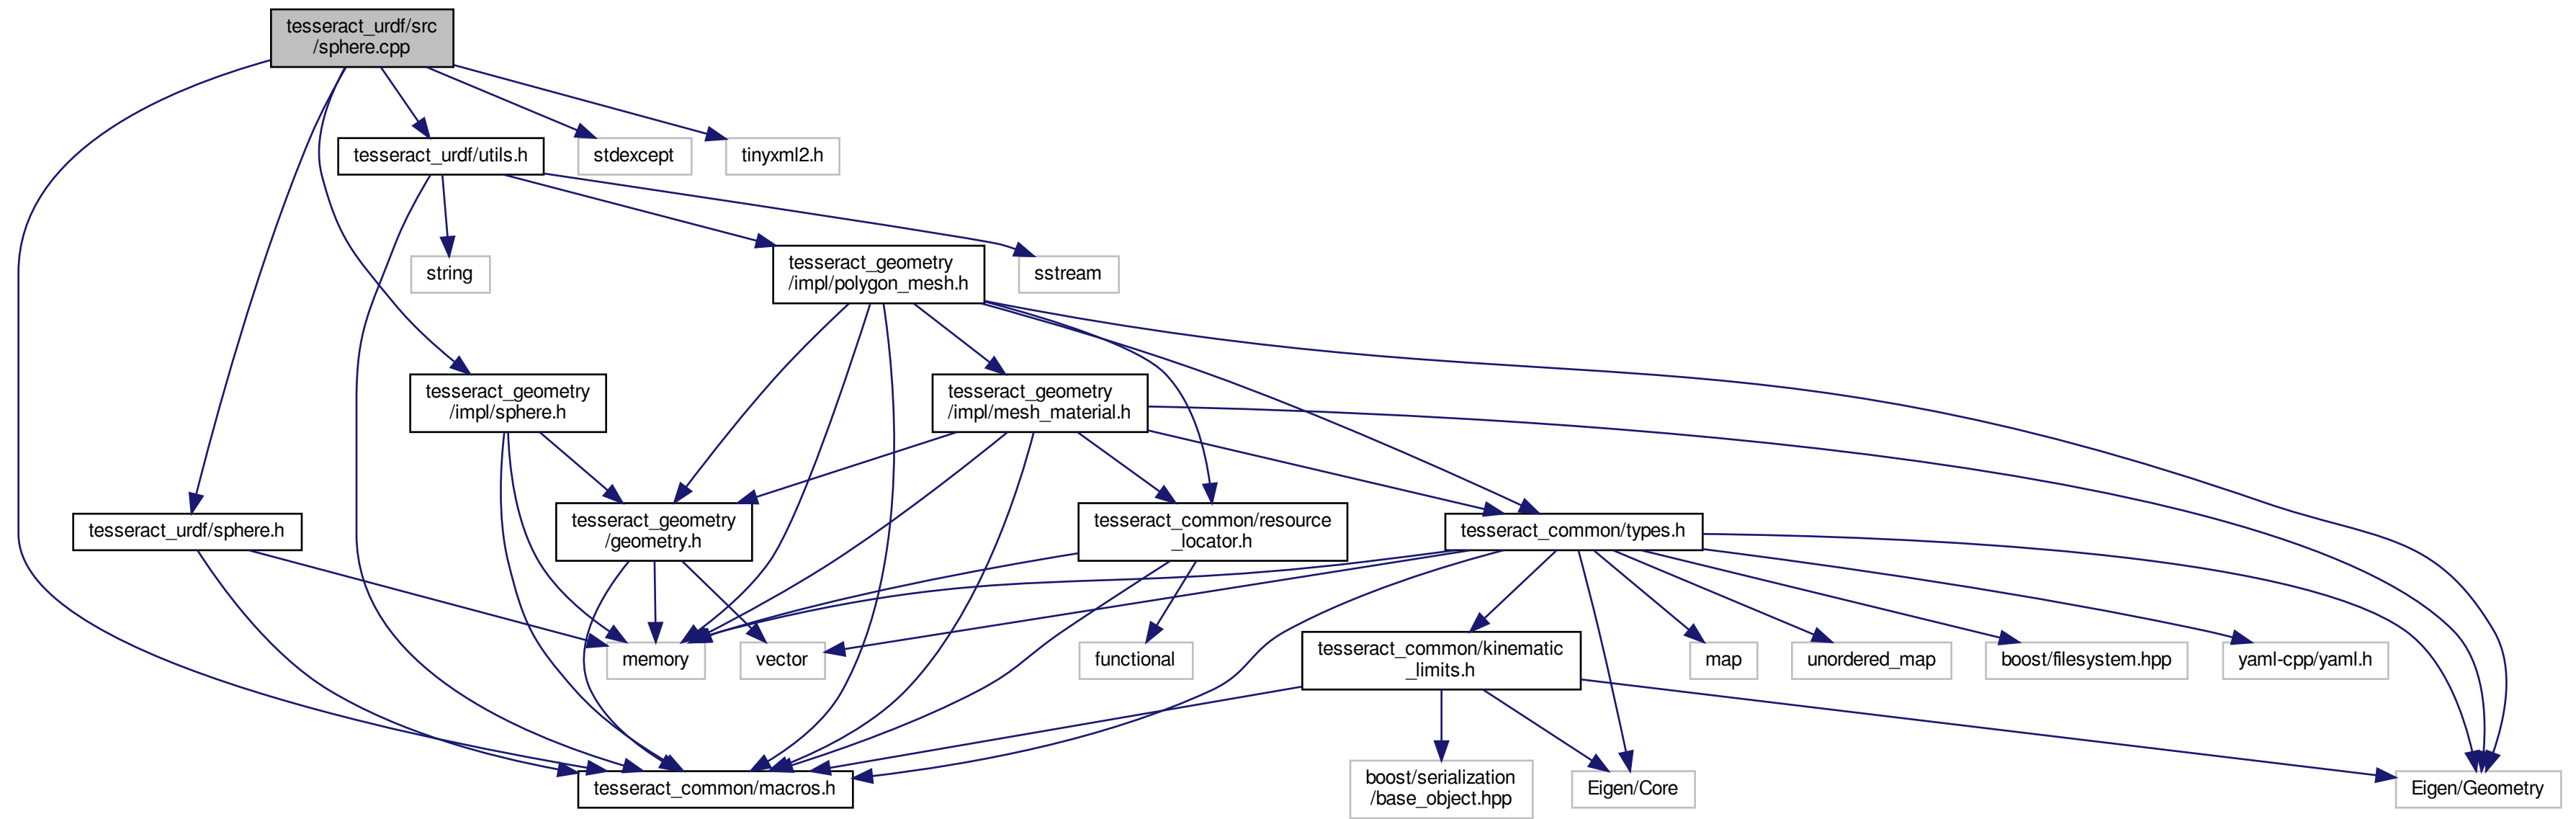 tesseract_urdf/src
/sphere.cpp
tesseract_urdf/utils.h
stdexcept
tinyxml2.h
string
tesseract_geometry
/impl/polygon_mesh.h
sstream
tesseract_geometry
/impl/sphere.h
tesseract_geometry
/impl/mesh_material.h
tesseract_urdf/sphere.h
tesseract_geometry
/geometry.h
tesseract_common/resource
_locator.h
tesseract_common/types.h
memory
vector
functional
tesseract_common/kinematic
_limits.h
map
unordered_map
boost/filesystem.hpp
yaml-cpp/yaml.h
tesseract_common/macros.h
boost/serialization
/base_object.hpp
Eigen/Core
Eigen/Geometry